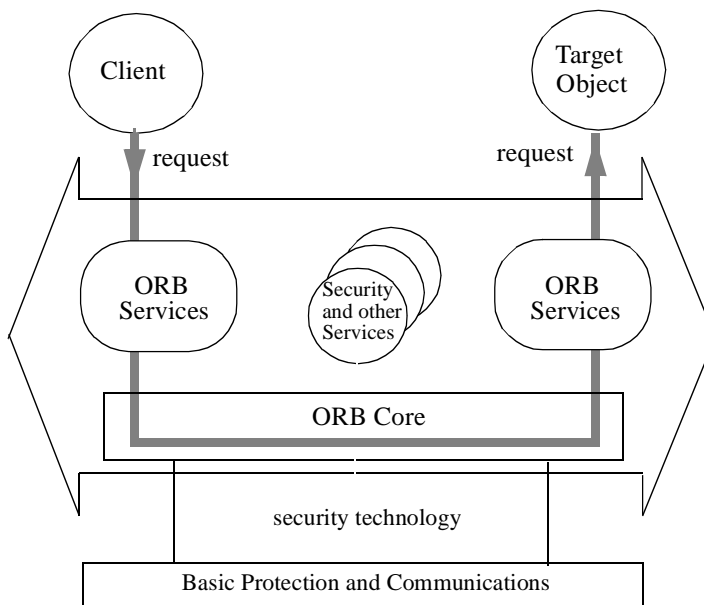 Client
Target
Object
request
request
ORB
Services
Security
and other
Services
ORB
Services
ORB Core
security technology
Basic Protection and Communications